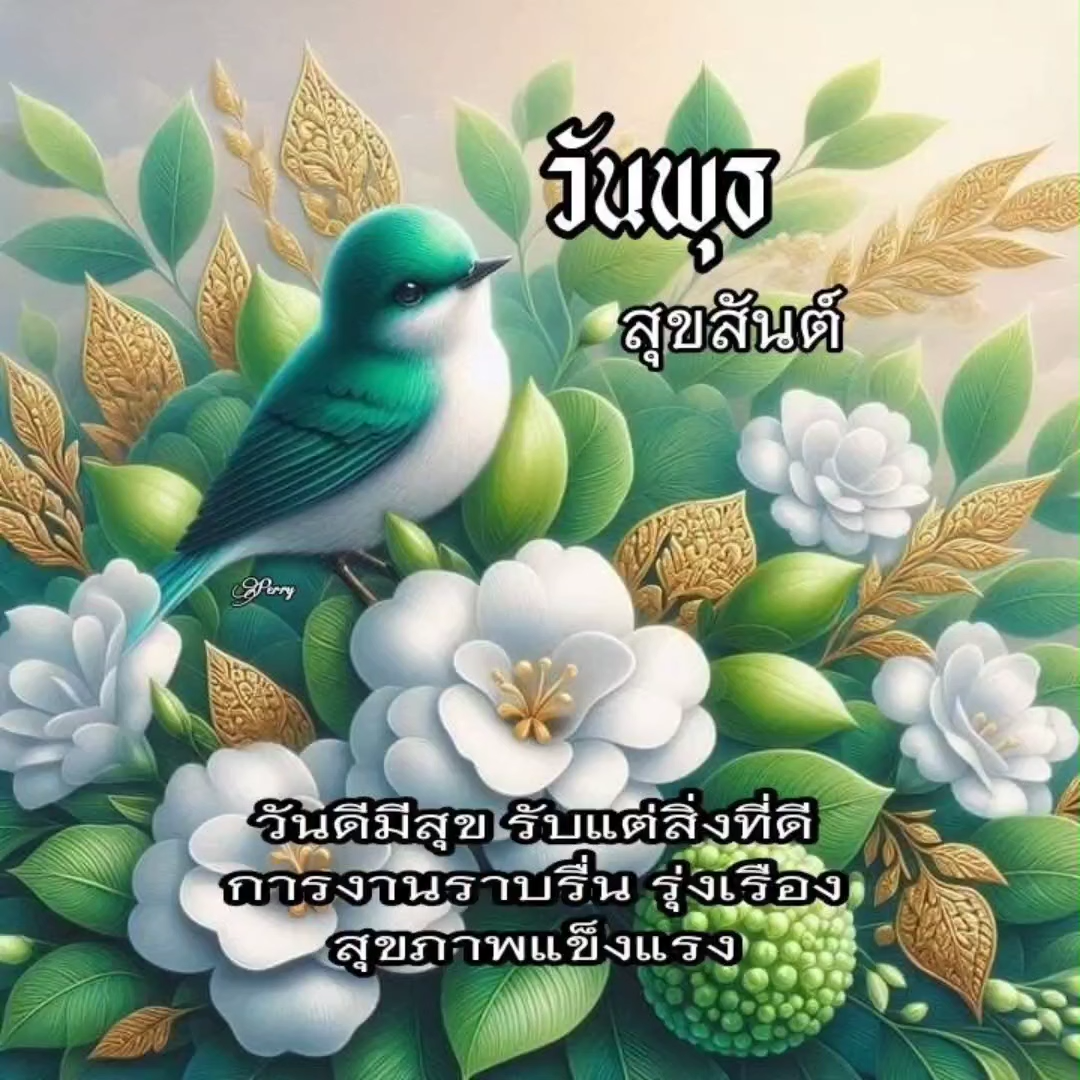 วันพุธ
สุขสันต์
Perry
วันดีมีสุข รับแต่สิ่งที่ดี
การงานราบรื่น รุ่งเรือง
สุขภาพแข็งแรง